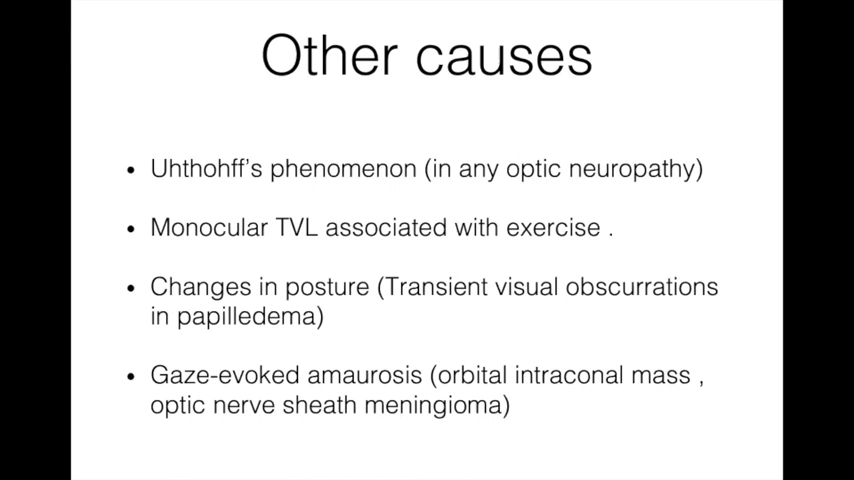 Other causes
• Uhthohff's phenomenon (in any optic neuropathy)
• Monocular TVL associated with exercise .
• Changes in posture (Transient visual obscurrations
in papilledema)
• Gaze-evoked amaurosis (orbital intraconal mass ,
optic nerve sheath meningioma)